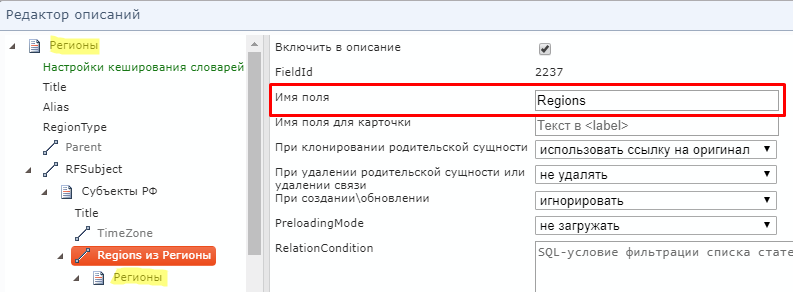 Редактор описаний
Регионы
Настройки кеширования словарей
Title
Alias
RegionType
Parent
RFSubject
Субъекты РФ
Title
TimeZone
Regions из Регионы
Регионы
Включить в описание
FieldId 2237
Имя поля Regions
Имя поля для карточки Текст в <label>
При клонировании родительской сущности использовать ссылку на оригинал
При удалении родительской сущности или
удалении связи не удалять
При создании\обновлении игнорировать
PreloadingMode не загружать
RelationCondition SQL-условие фильтрации списка стате